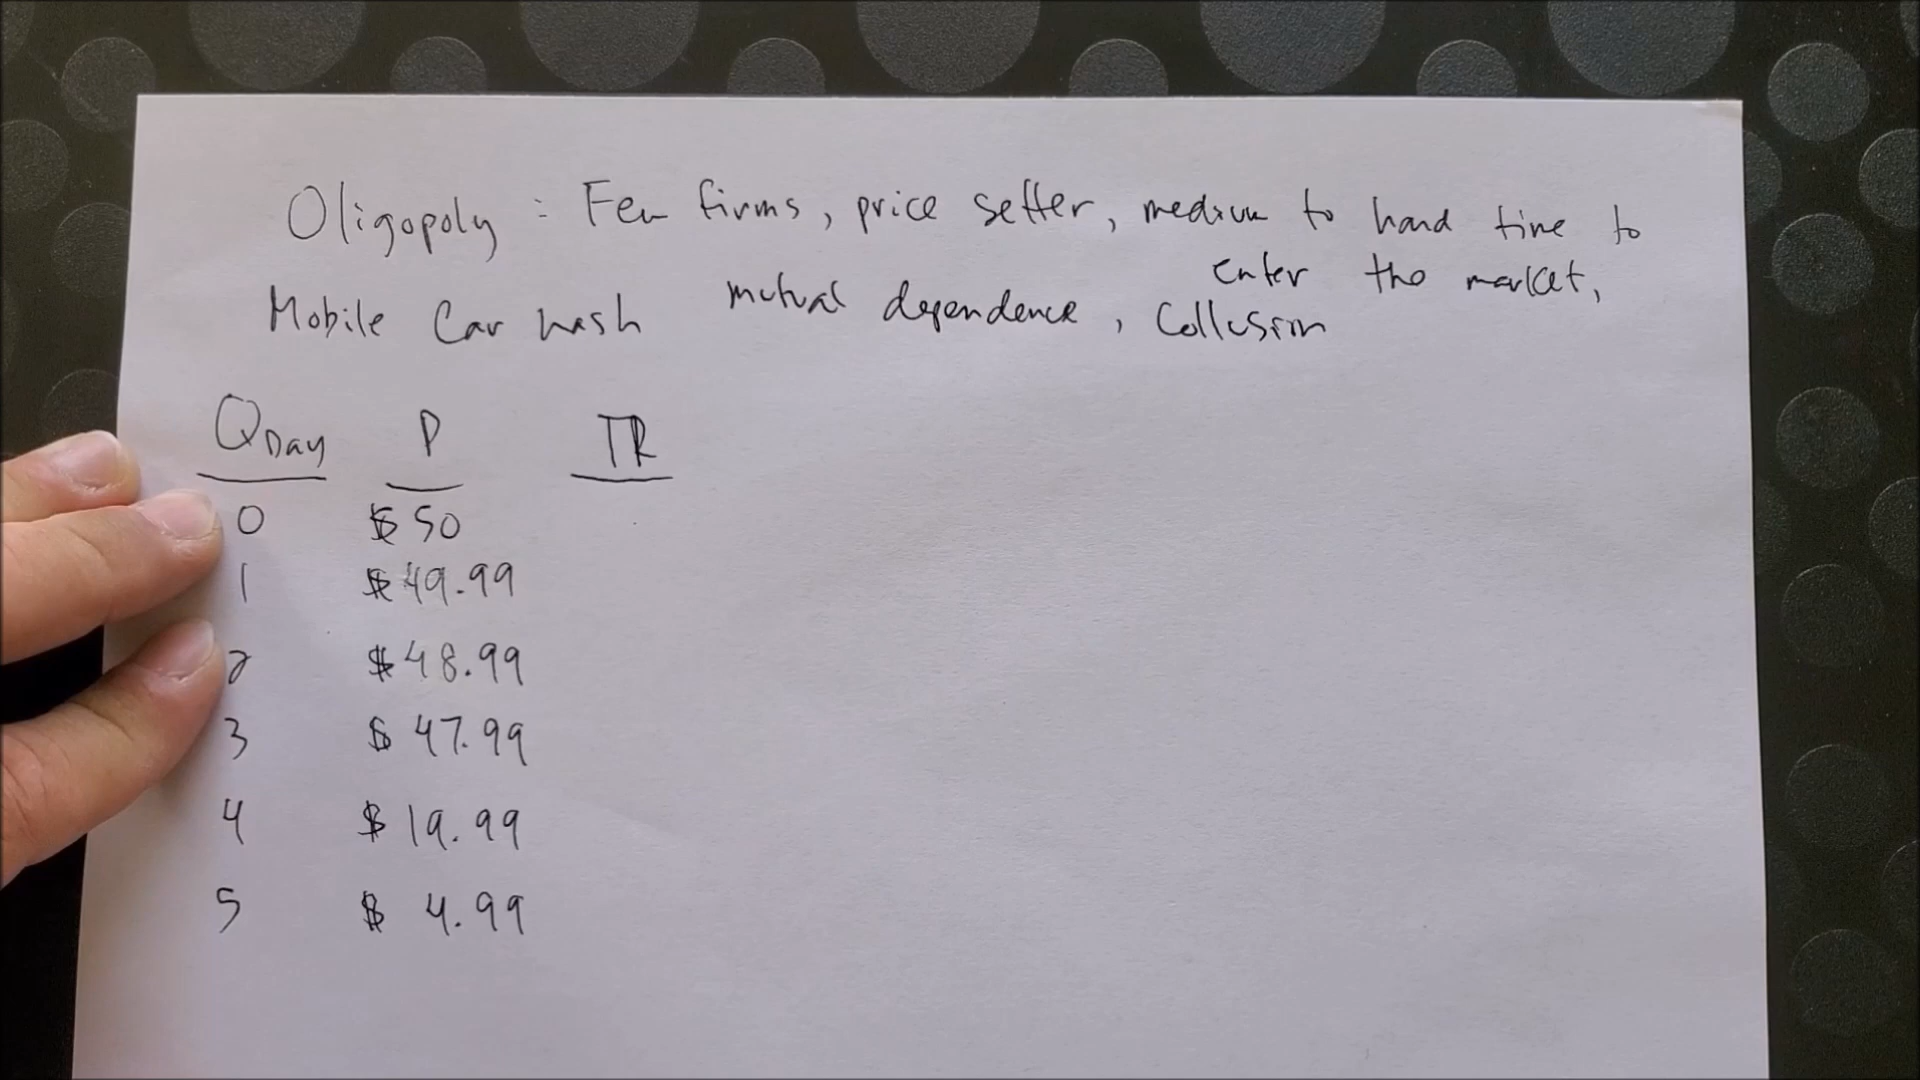 Oligopoly : Few firms, price setter, medium to hard time to
enter the market,
Mobile Car wash mutual dependence, Collusion
QDay P TR
0 $50
1 $49.99
2 $48.99
3 $47.99
4 $19.99
5 $4.99